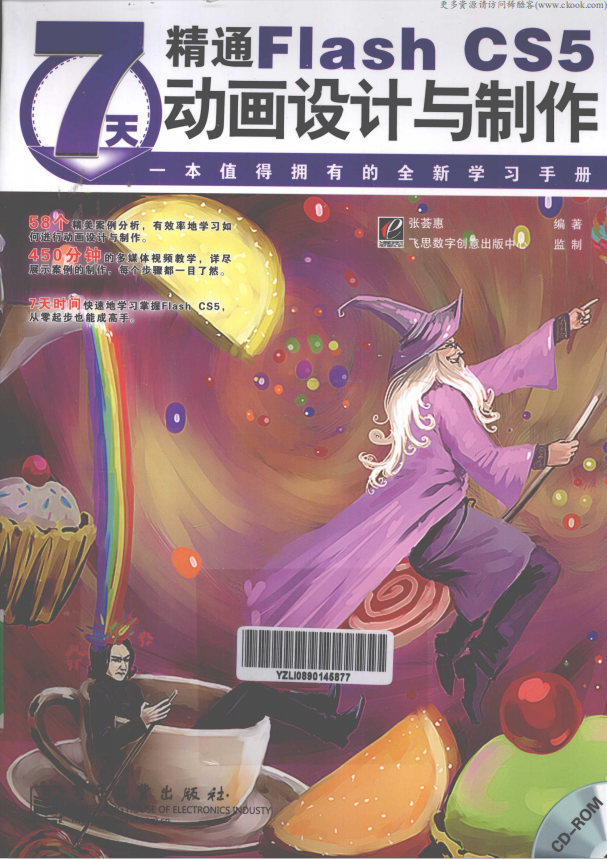 更多资源请访问稀酷客(www.ckook.com)
7天
精通Flash CS5
动画设计与制作
一本值得拥有的全新学习手册
58个精美案例分析，有效率地学习如
何进行动画设计与制作。
450分钟的多媒体视频教学，详尽
展示案例的制作，每个步骤都一目了然。
7天时间快速地学习掌握Flash CS5，
从零起步也能成高手。
张荟惠 编著
飞思数字创意出版中心 监制
YZLI0890145877
业出版社
HOUSE OF ELECTRONICS INDUSTY
CD-ROM